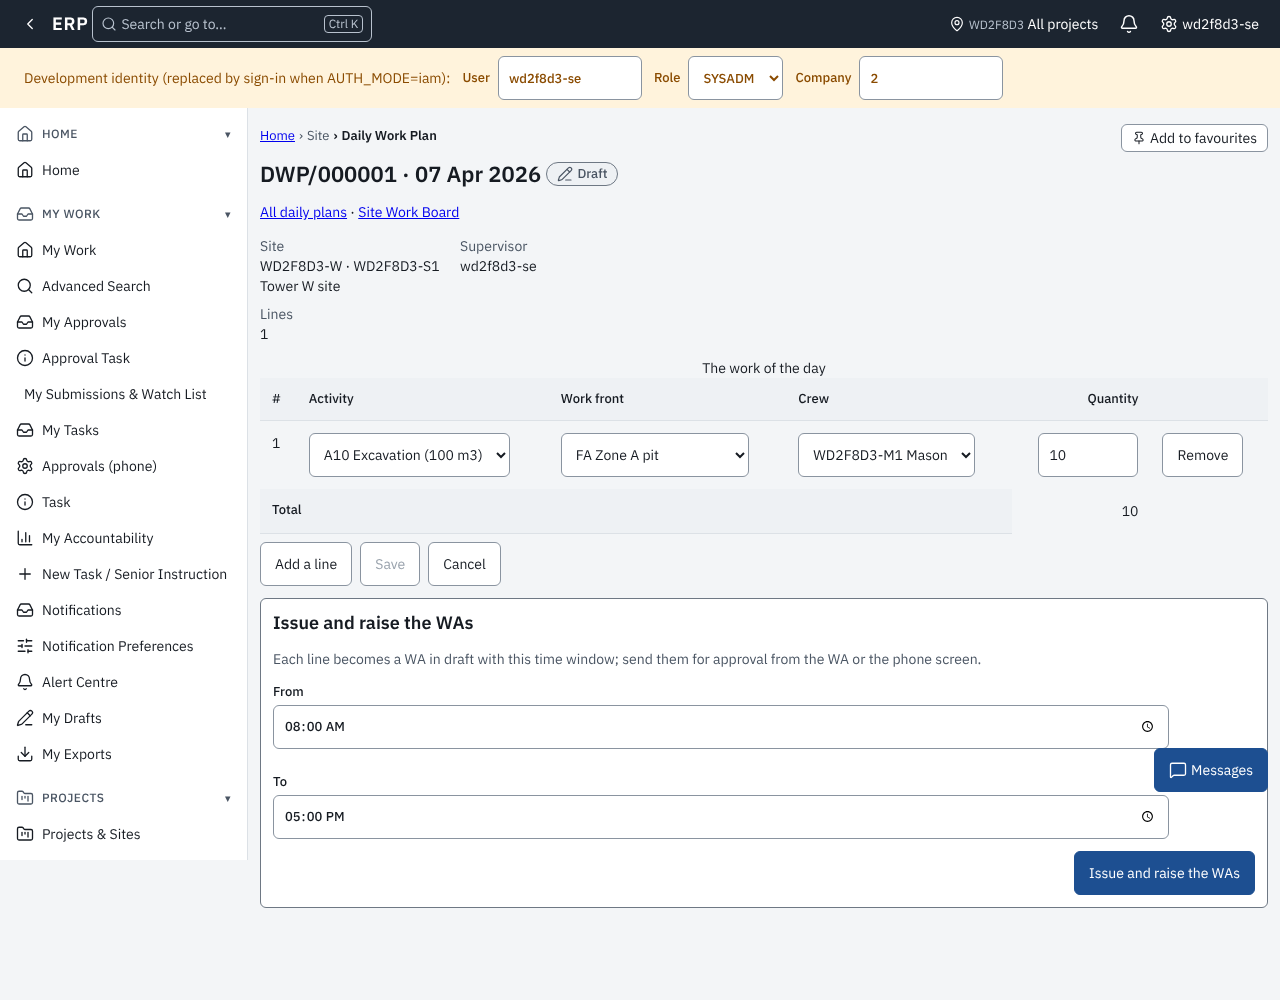 ERP
Search or go to...
Ctrl K
WD2F8D3 All projects
wd2f8d3-se
Development identity (replaced by sign-in when AUTH_MODE=iam):
User
wd2f8d3-se
Role
SYSADM
Company
2
HOME
Home
MY WORK
My Work
Advanced Search
My Approvals
Approval Task
My Submissions & Watch List
My Tasks
Approvals (phone)
Task
My Accountability
New Task / Senior Instruction
Notifications
Notification Preferences
Alert Centre
My Drafts
My Exports
PROJECTS
Projects & Sites
Home › Site › Daily Work Plan
Add to favourites
DWP/000001 · 07 Apr 2026
Draft
All daily plans · Site Work Board
Site
WD2F8D3-W · WD2F8D3-S1
Tower W site
Supervisor
wd2f8d3-se
Lines
1
The work of the day
# Activity Work front Crew Quantity
1 A10 Excavation (100 m3) FA Zone A pit WD2F8D3-M1 Mason 10 Remove
Total 10
Add a line
Save
Cancel
Issue and raise the WAs
Each line becomes a WA in draft with this time window; send them for approval from the WA or the phone screen.
From
08:00 AM
Messages
To
05:00 PM
Issue and raise the WAs